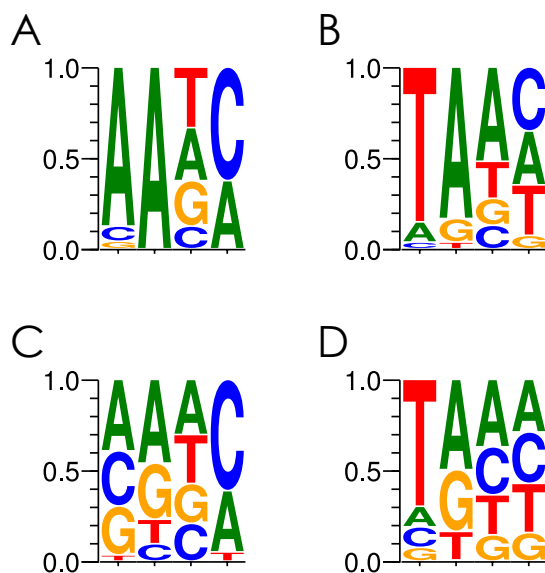 A B
1.0 1.0
0.5 0.5
0.0 0.0
A A T C
A
G
C C A
G
T A A C
A
T
G T
A G C
C T G
C D
1.0 1.0
0.5 0.5
0.0 0.0
A A A C
C G T
G T G A
T C C T
T A A A
G C C
A T T
C T G G
G